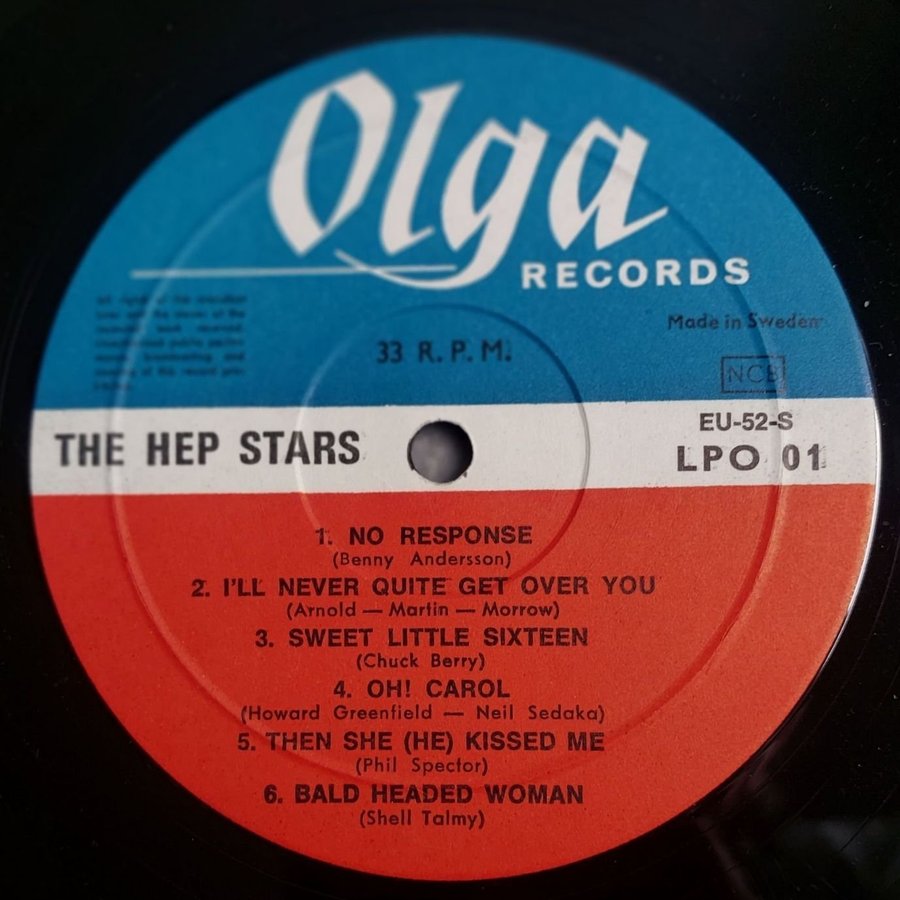 Olga
RECORDS
Made in Sweden
33 R. P. M.
NCB
EU-52-S
THE HEP STARS
LPO 01
1. NO RESPONSE
(Benny Andersson)
2. I'LL NEVER QUITE GET OVER YOU
(Arnold — Martin — Morrow)
3. SWEET LITTLE SIXTEEN
(Chuck Berry)
4. OH! CAROL
(Howard Greenfield — Neil Sedaka)
5. THEN SHE (HE) KISSED ME
(Phil Spector)
6. BALD HEADED WOMAN
(Shell Talmy)